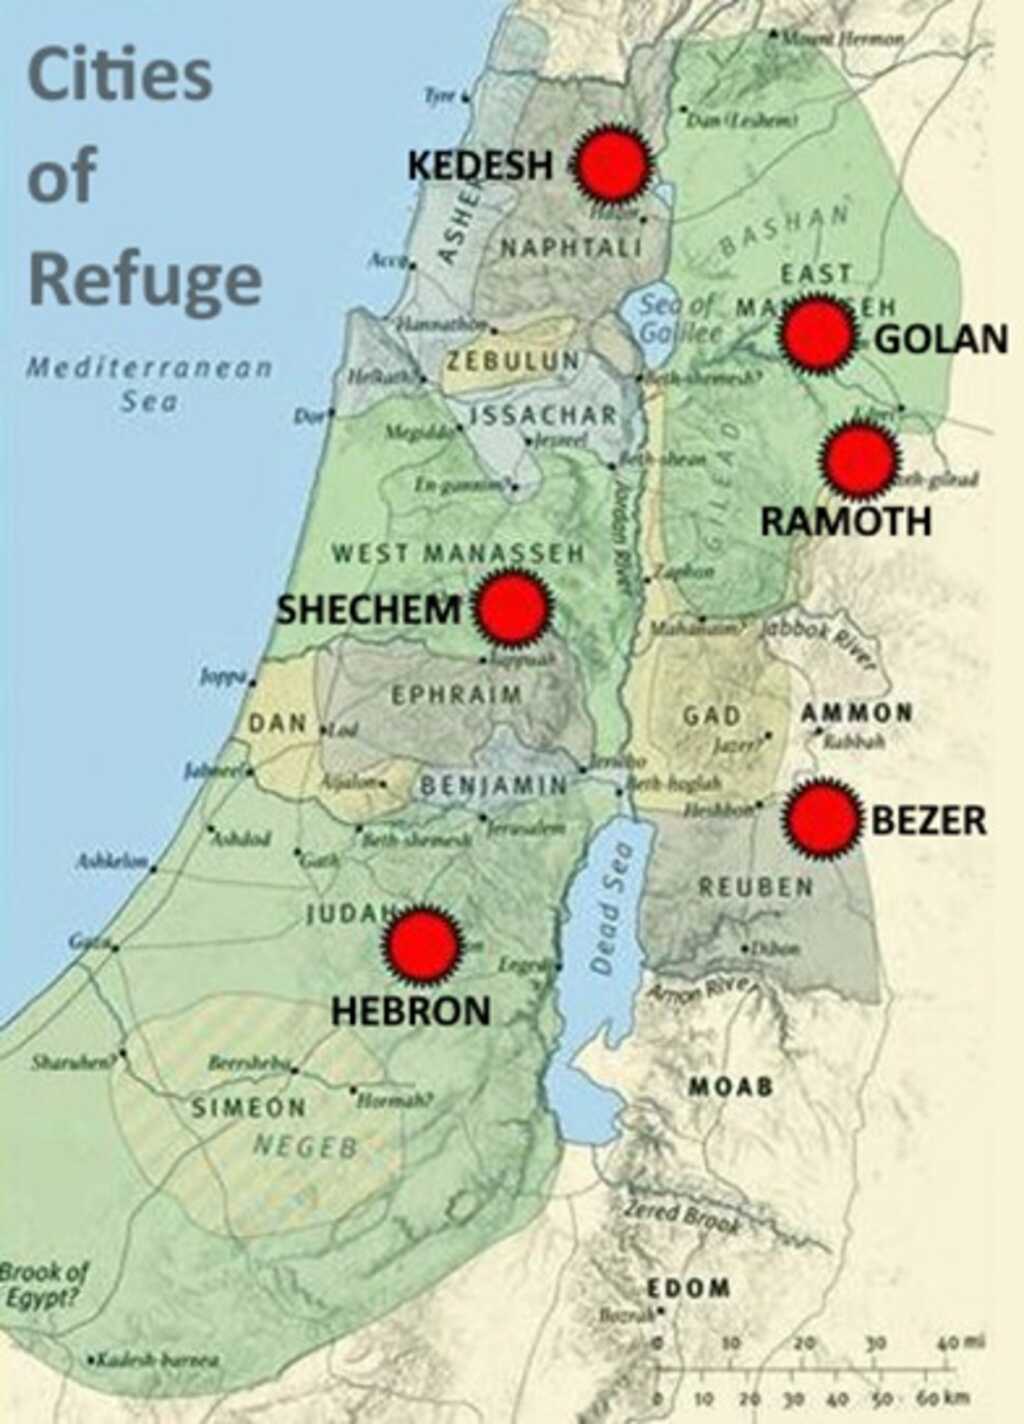 Cities
of
Refuge
Mount Hermon
Tyre
Dan (Leshem)
KEDESH
ASHER
Hazor
NAPHTALI
BASHAN
Acco
EAST
Sea of
Galilee
GOLAN
Hannathon
ZEBULUN
Mediterranean
Sea
Helkath?
Beth-shemesh?
Dor
ISSACHAR
Megiddo
Jezreel
Beth-shean
En-gannim?
GILEAD
RAMOTH
Jordan River
WEST MANASSEH
Zaphon
SHECHEM
Mahanaim?
Jabbok River
Tappuah
Joppa
EPHRAIM
DAN
Lod
GAD
Jazer?
AMMON
Rabbah
Jabneel
Aijalon
BENJAMIN
Jericho
Beth-hoglah
Heshbon
BEZER
Ashdod
Beth-shemesh
Jerusalem
Gath
Ashkelon
REUBEN
Dead Sea
JUDAH
Gaza
Dibon
HEBRON
Arnon River
Sharuhen?
Beersheba
Hormah?
SIMEON
NEGEB
MOAB
Zered Brook
Brook of
Egypt?
EDOM
Bozrah
Kadesh-barnea
0 10 20 30 40 mi
0 10 20 30 40 50 60 km